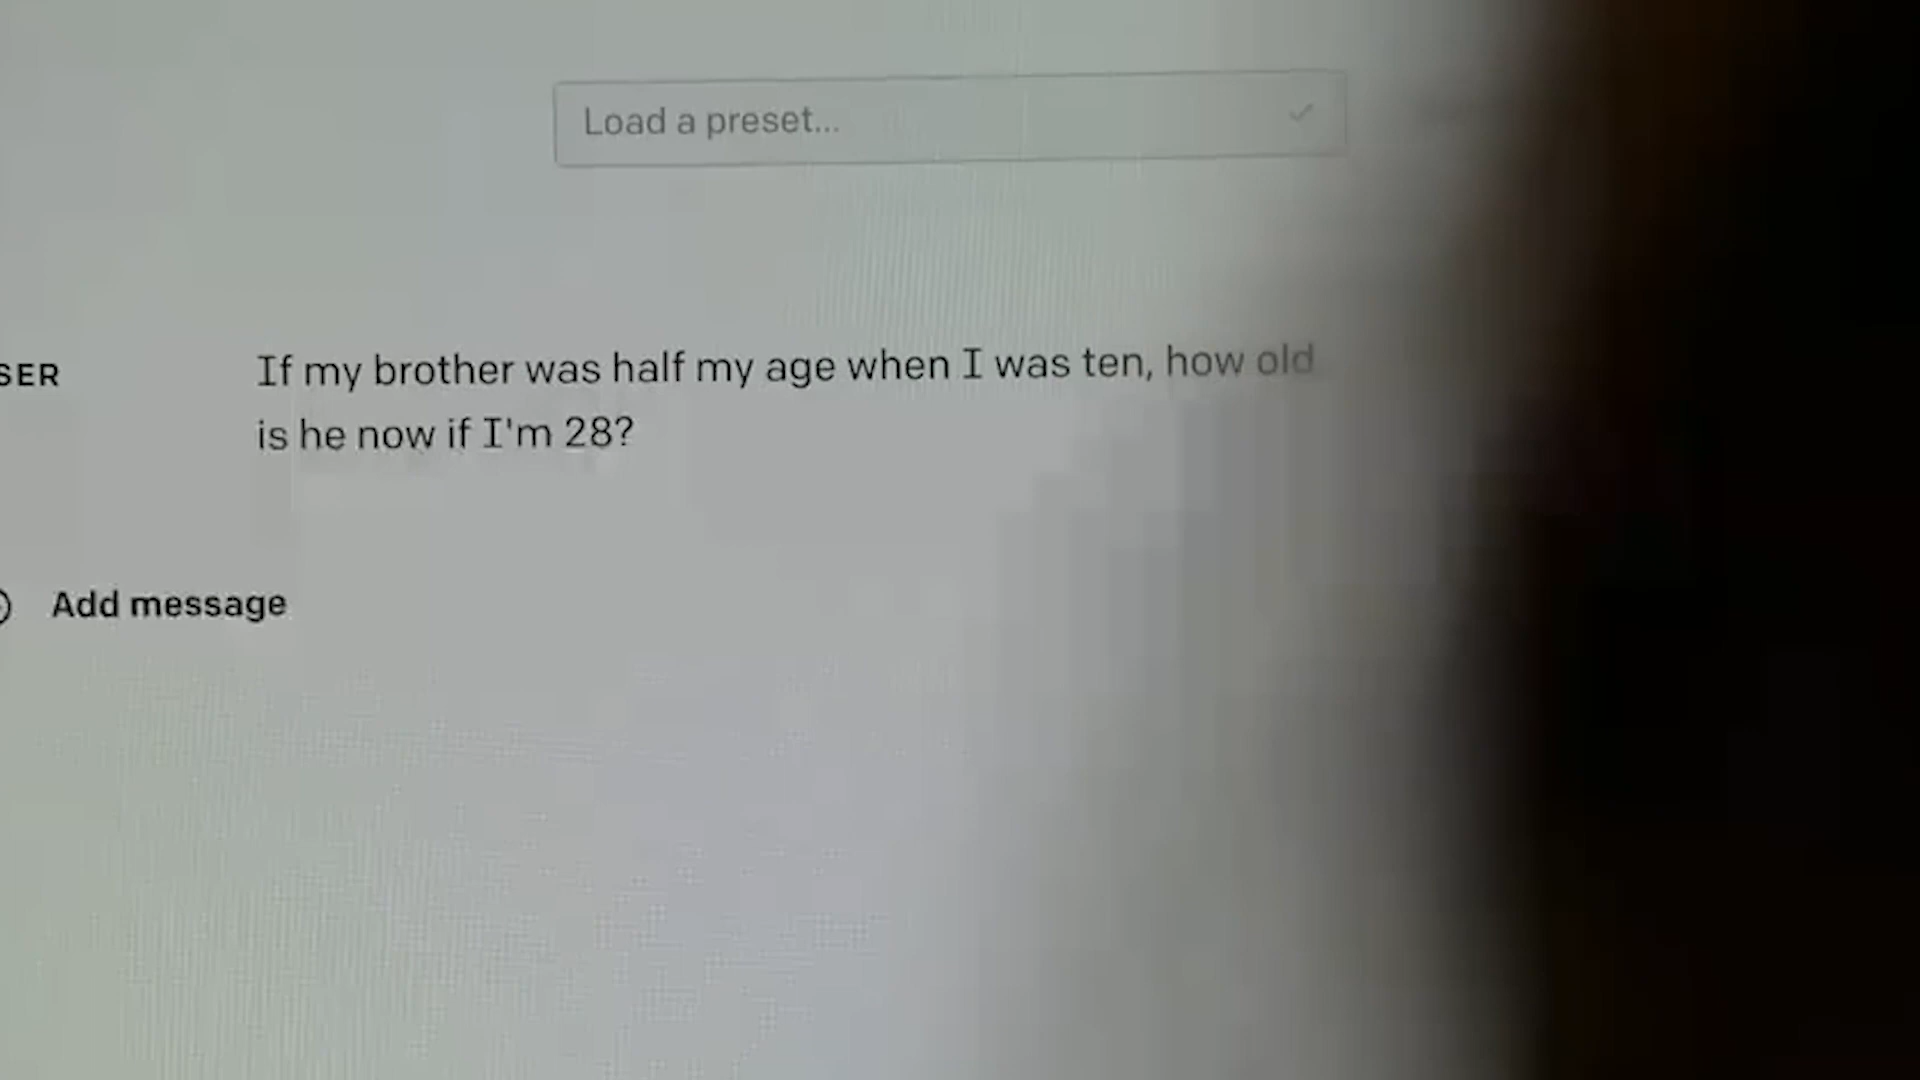 Load a preset...
SER
If my brother was half my age when I was ten, how old
is he now if I'm 28?
Add message